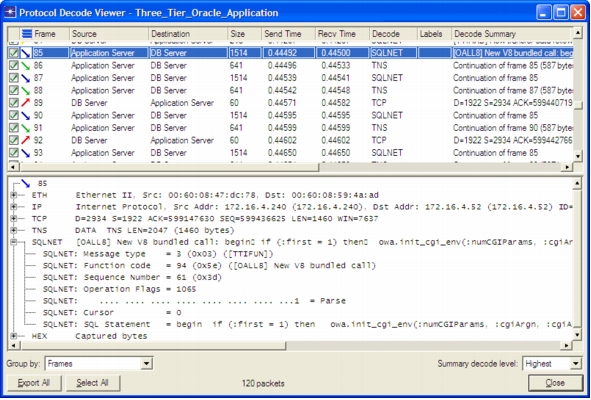 Protocol Decode Viewer - Three_Tier_Oracle_Application
Frame Source Destination Size Send Time Recv Time Decode Labels Decode Summary
85 Application Server DB Server 1514 0.44492 0.44500 SQLNET [OALL8] New V8 bundled call: begi
86 Application Server DB Server 641 0.44496 0.44533 TNS Continuation of frame 85 (587 bytes
87 Application Server DB Server 1514 0.44539 0.44541 SQLNET Continuation of frame 85
88 Application Server DB Server 641 0.44543 0.44558 TNS Continuation of frame 87 (587 bytes
89 DB Server Application Server 60 0.44571 0.44582 TCP D=1922 S=2934 ACK=599440719
90 Application Server DB Server 1514 0.44595 0.44595 SQLNET Continuation of frame 85
91 Application Server DB Server 641 0.44599 0.44599 TNS Continuation of frame 90 (587 bytes
92 DB Server Application Server 60 0.44602 0.44602 TCP D=1922 S=2934 ACK=599442766
93 Application Server DB Server 1514 0.44650 0.44650 SQLNET Continuation of frame 85
85
ETH Ethernet II, Src: 00:60:08:47:dc:78, Dst: 00:60:08:59:4a:ad
IP Internet Protocol, Src Addr: 172.16.4.240 (172.16.4.240), Dst Addr: 172.16.4.52 (172.16.4.52) ID=
TCP D=2934 S=1922 ACK=599147630 SEQ=599436625 LEN=1460 WIN=7637
TNS DATA TNS LEN=2047 (1460 bytes)
SQLNET [OALL8] New V8 bundled call: begin▯ if (:first = 1) then▯ owa.init_cgi_env(:numCGIParams, :cgiAr
SQLNET: Message type = 3 (0x03) ([TTIFUN])
SQLNET: Function code = 94 (0x5e) ([OALL8] New V8 bundled call)
SQLNET: Sequence Number = 61 (0x3d)
SQLNET: Operation Flags = 1065
SQLNET: .... .... .... .... .... .... .... ...1 = Parse
SQLNET: Cursor = 0
SQLNET: SQL Statement = begin if (:first = 1) then owa.init_cgi_env(:numCGIParams, :cgiArgn, :cgiA
HEX Captured bytes
Group by: Frames Summary decode level: Highest
Export All Select All 120 packets Close